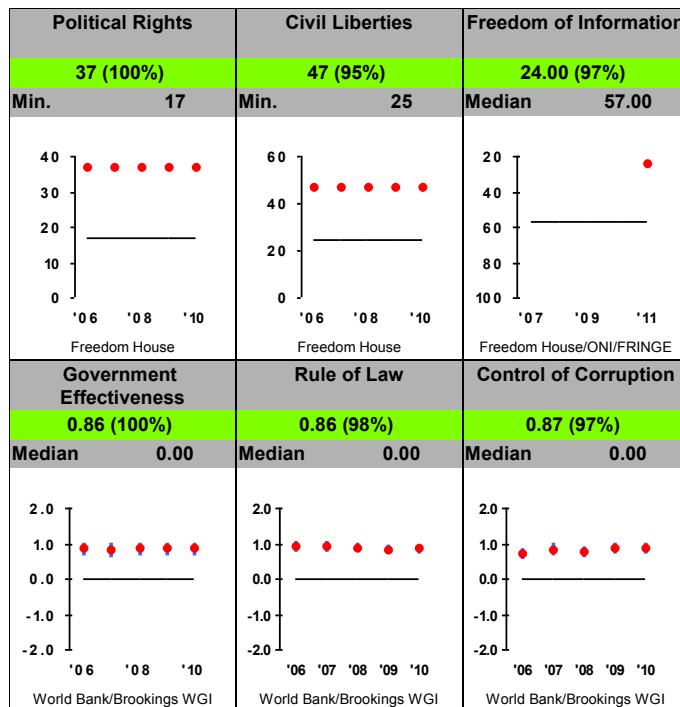 Political Rights
37 (100%)
Min. 17
40
30
20
10
0
'06 '08 '10
Freedom House
Civil Liberties
47 (95%)
Min. 25
60
40
20
0
'06 '08 '10
Freedom House
Freedom of Information
24.00 (97%)
Median 57.00
20
40
60
80
100
'07 '09 '11
Freedom House/ONI/FRINGE
Government
Effectiveness
0.86 (100%)
Median 0.00
2.0
1.0
0.0
-1.0
-2.0
'06 '08 '10
World Bank/Brookings WGI
Rule of Law
0.86 (98%)
Median 0.00
2.0
1.0
0.0
-1.0
-2.0
'06 '07 '08 '09 '10
World Bank/Brookings WGI
Control of Corruption
0.87 (97%)
Median 0.00
2.0
1.0
0.0
-1.0
-2.0
'06 '07 '08 '09 '10
World Bank/Brookings WGI